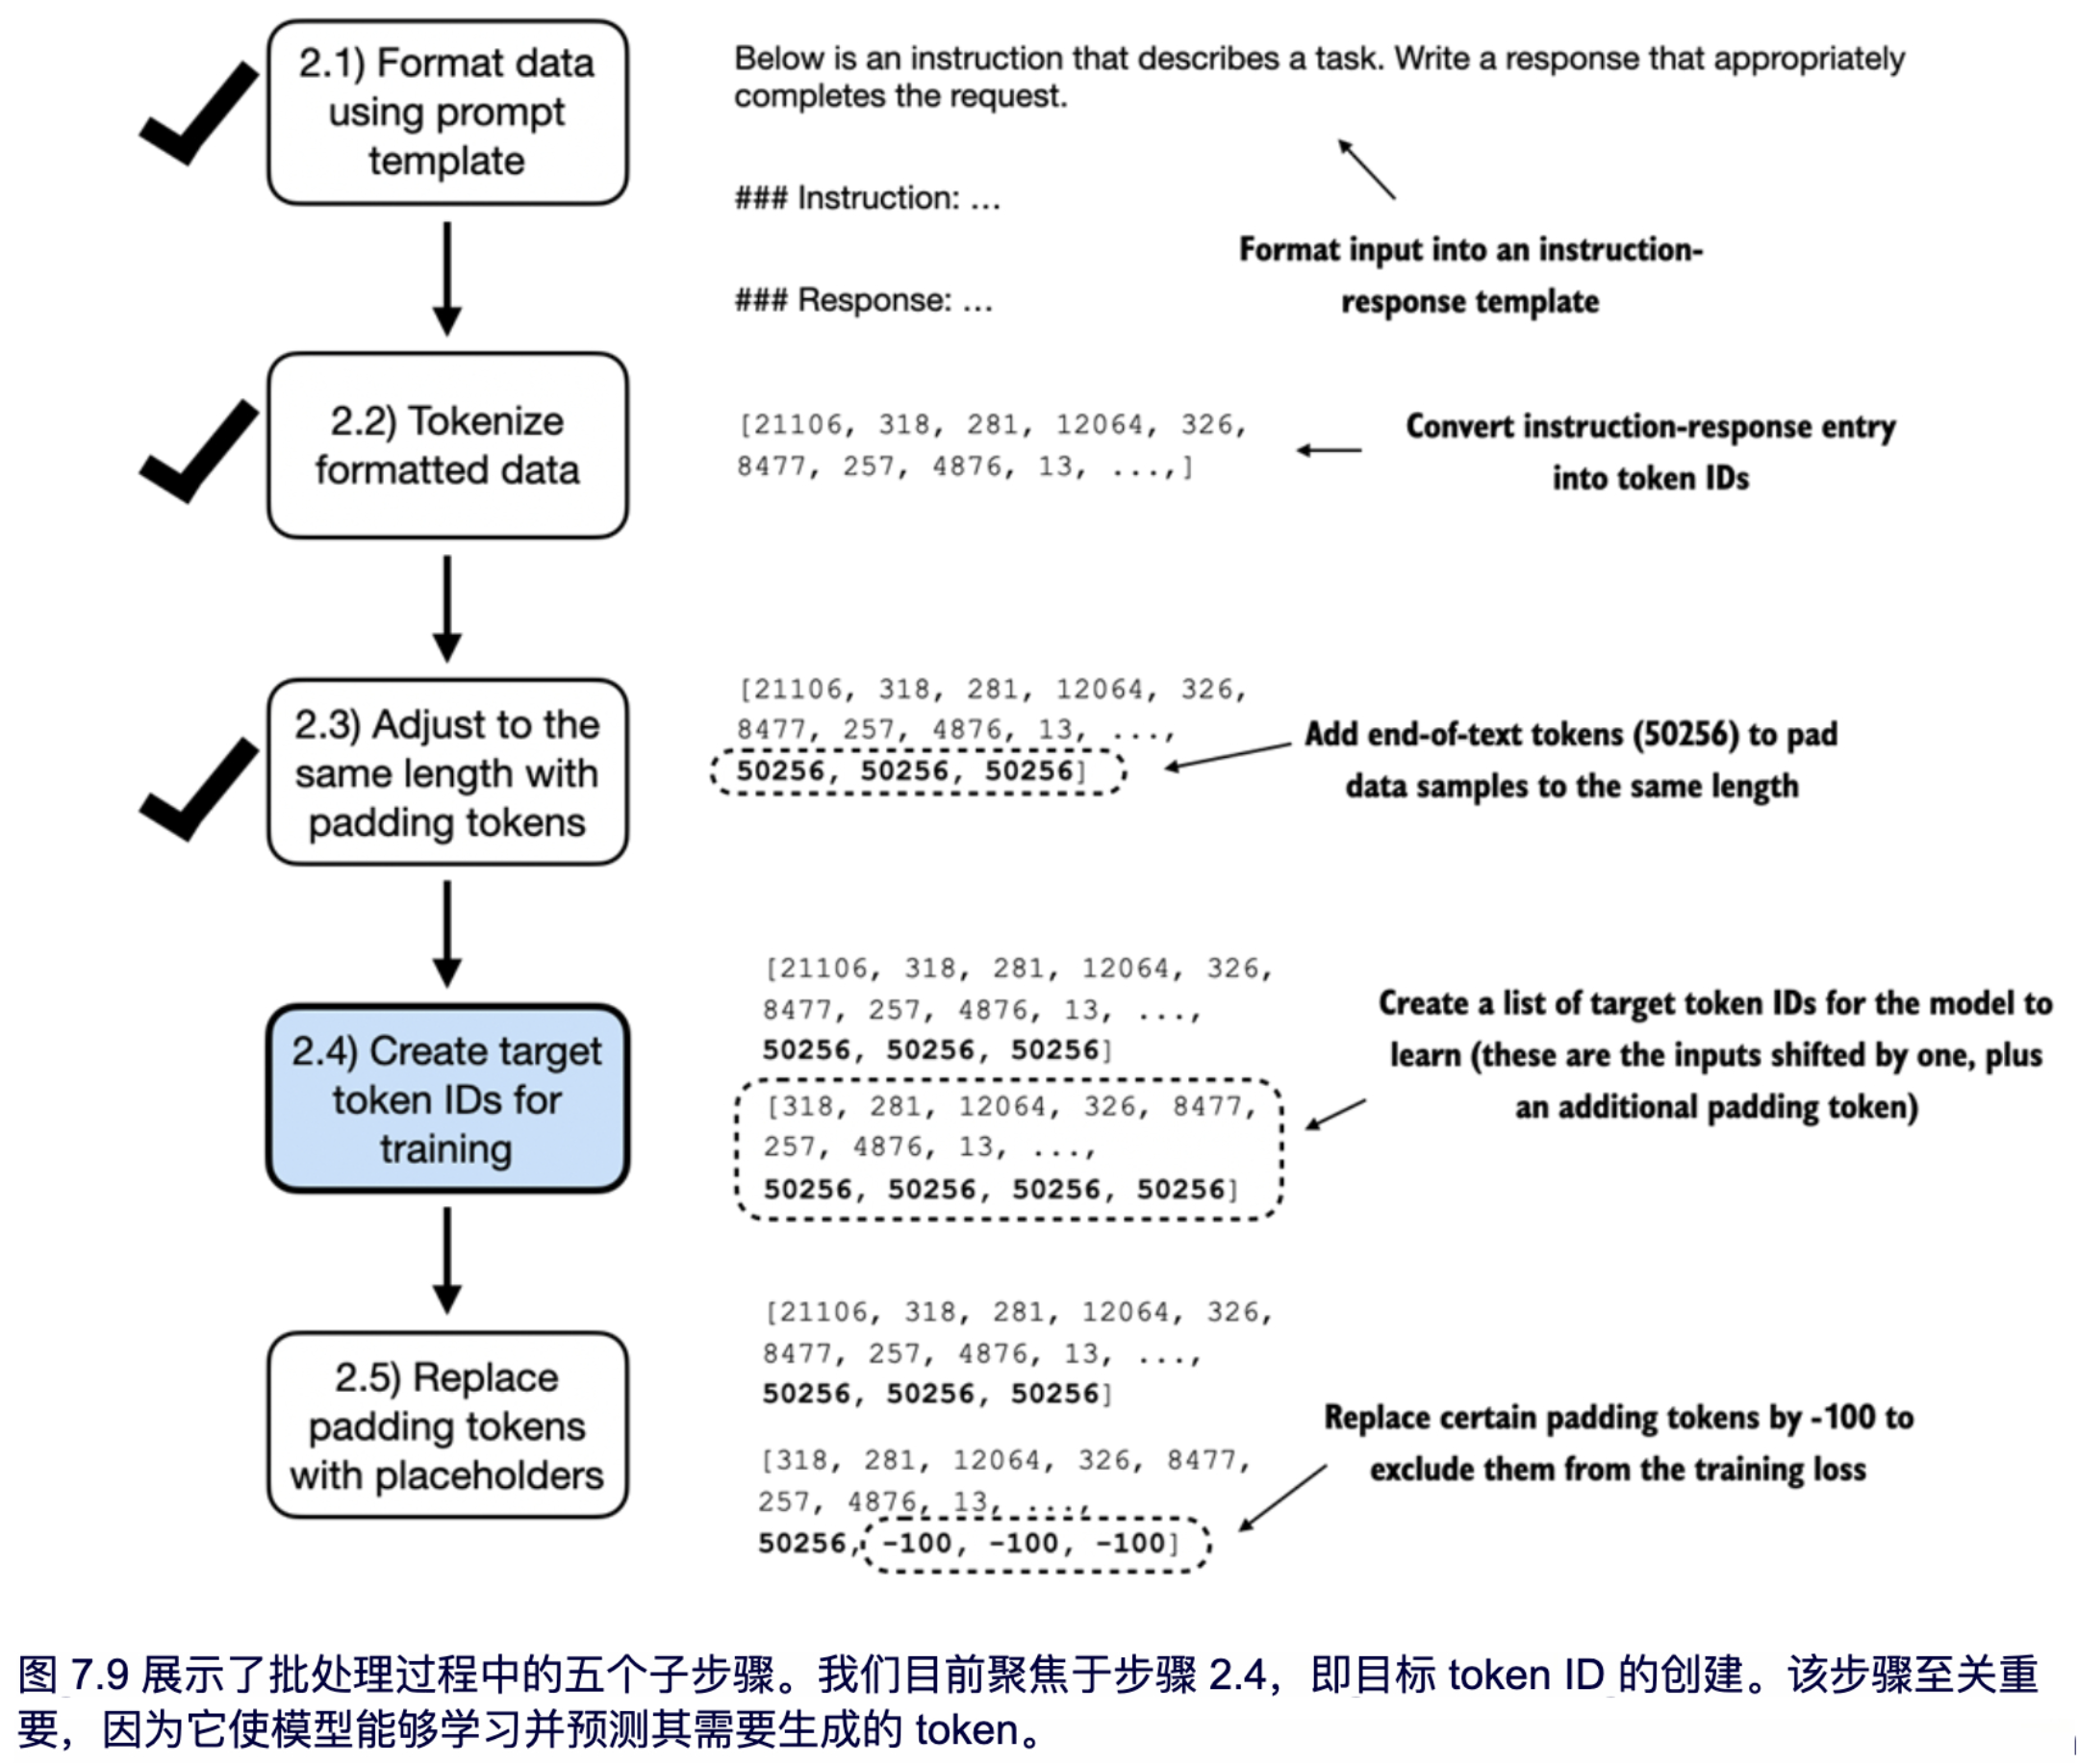 2.1) Format data
using prompt
template
Below is an instruction that describes a task. Write a response that appropriately
completes the request.
### Instruction: ...
### Response: ...
Format input into an instruction-
response template
2.2) Tokenize
formatted data
[21106, 318, 281, 12064, 326,
8477, 257, 4876, 13, ...,]
Convert instruction-response entry
into token IDs
2.3) Adjust to the
same length with
padding tokens
[21106, 318, 281, 12064, 326,
8477, 257, 4876, 13, ...,
50256, 50256, 50256]
Add end-of-text tokens (50256) to pad
data samples to the same length
2.4) Create target
token IDs for
training
[21106, 318, 281, 12064, 326,
8477, 257, 4876, 13, ...,
50256, 50256, 50256]
[318, 281, 12064, 326, 8477,
257, 4876, 13, ...,
50256, 50256, 50256, 50256]
Create a list of target token IDs for the model to
learn (these are the inputs shifted by one, plus
an additional padding token)
2.5) Replace
padding tokens
with placeholders
[21106, 318, 281, 12064, 326,
8477, 257, 4876, 13, ...,
50256, 50256, 50256]
[318, 281, 12064, 326, 8477,
257, 4876, 13, ...,
50256, -100, -100, -100]
Replace certain padding tokens by -100 to
exclude them from the training loss
图 7.9 展示了批处理过程中的五个子步骤。我们目前聚焦于步骤 2.4，即目标 token ID 的创建。该步骤至关重
要，因为它使模型能够学习并预测其需要生成的 token。